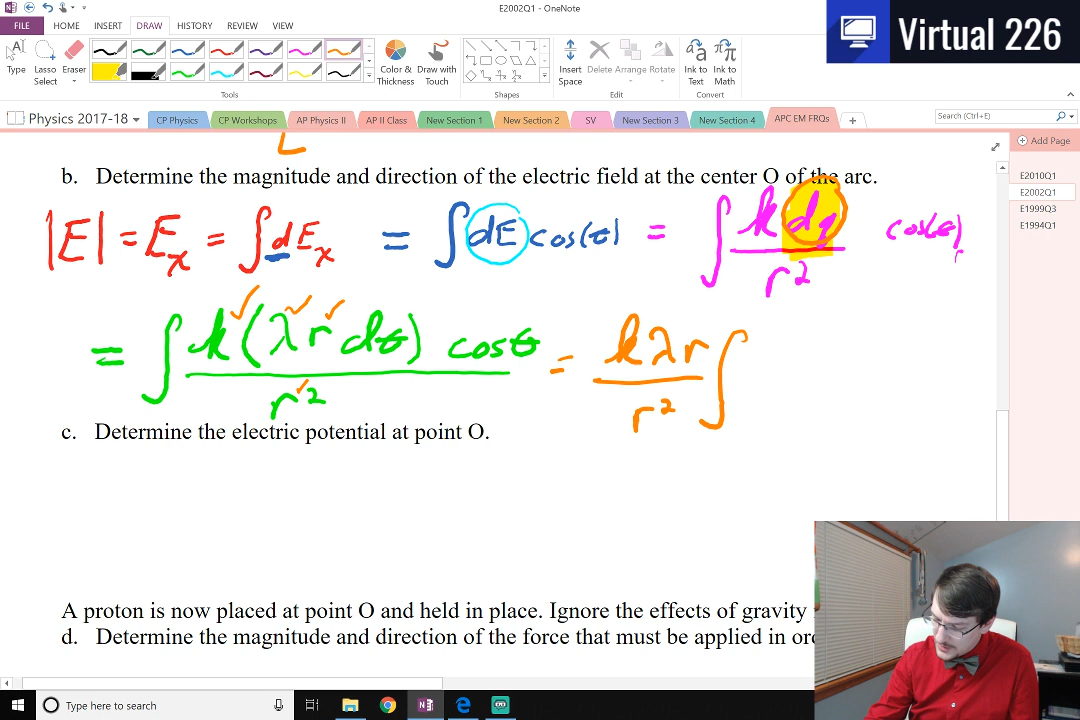 E2002Q1 - OneNote
Virtual 226
FILE HOME INSERT DRAW HISTORY REVIEW VIEW
Type Lasso Select Eraser Color & Thickness Draw with Touch Insert Space Delete Arrange Rotate Ink to Text Ink to Math
Tools Shapes Edit Convert
Physics 2017-18 CP Physics CP Workshops AP Physics II AP II Class New Section 1 New Section 2 SV New Section 3 New Section 4 APC EM FRQs + Search (Ctrl+E)
Add Page
E2010Q1
E2002Q1
E1999Q3
E1994Q1
L
b. Determine the magnitude and direction of the electric field at the center O of the arc.
|E| = Eₓ = ∫dEₓ = ∫dE cos(θ) = ∫ k dq / r² cos(θ)
= ∫ k(λ r dθ) cosθ / r² = kλr / r² ∫
c. Determine the electric potential at point O.
A proton is now placed at point O and held in place. Ignore the effects of gravity
d. Determine the magnitude and direction of the force that must be applied in
Type here to search